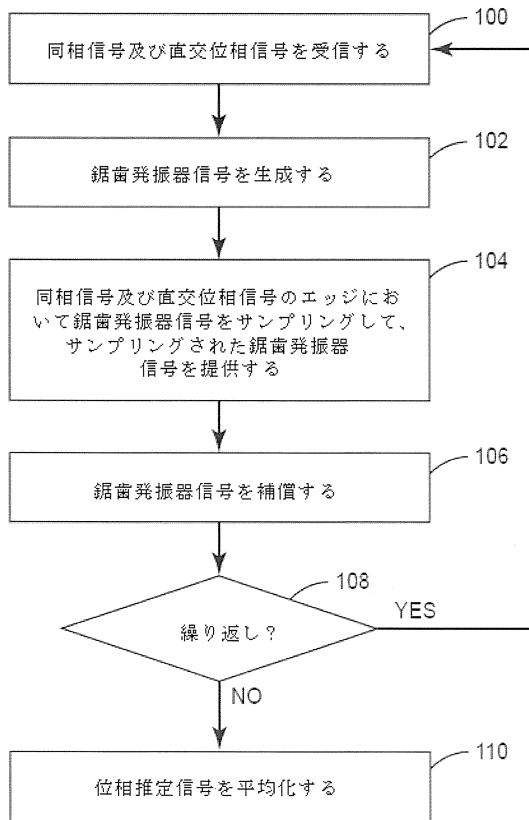 100
同相信号及び直交位相信号を受信する
102
鋸歯発振器信号を生成する
104
同相信号及び直交位相信号のエッジにお
いて鋸歯発振器信号をサンプリングして、
サンプリングされた鋸歯発振器
信号を提供する
106
鋸歯発振器信号を補償する
108
繰り返し?
YES
NO
110
位相推定信号を平均化する